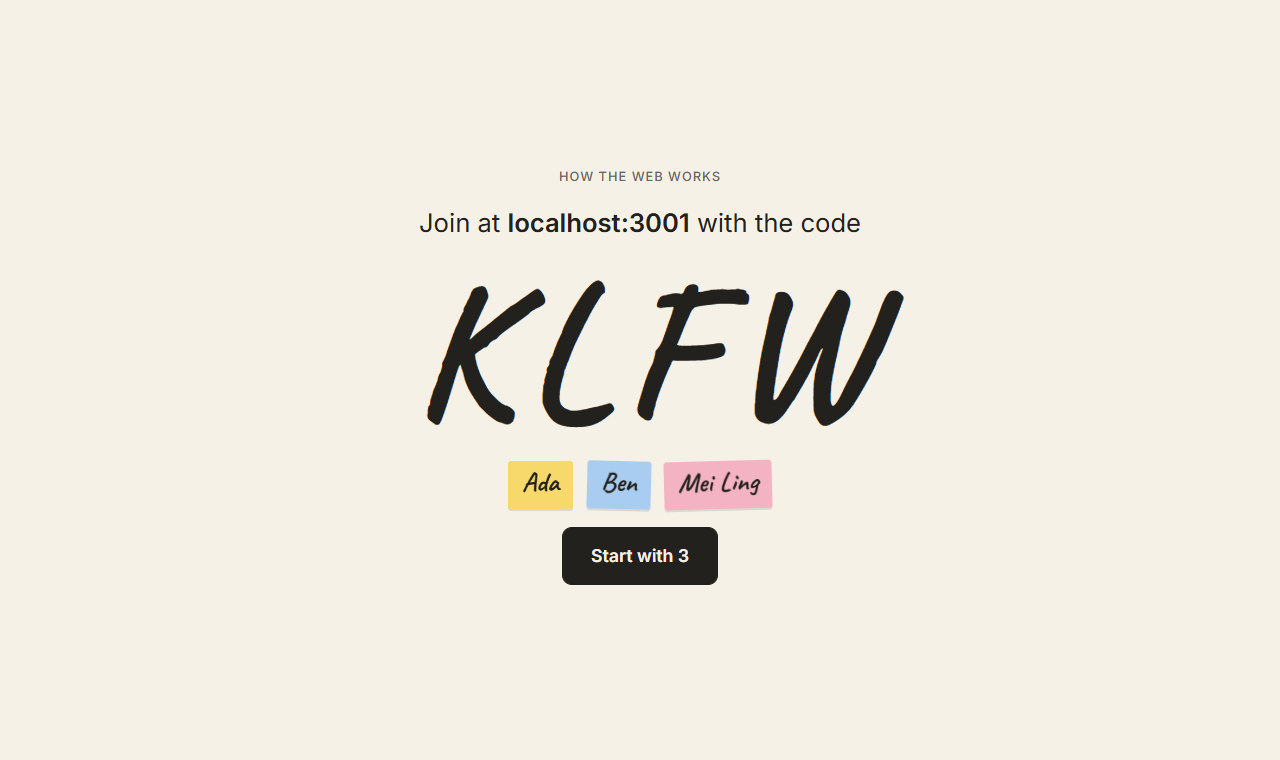 HOW THE WEB WORKS
Join at localhost:3001 with the code
KLFW
Ada Ben Mei Ling
Start with 3